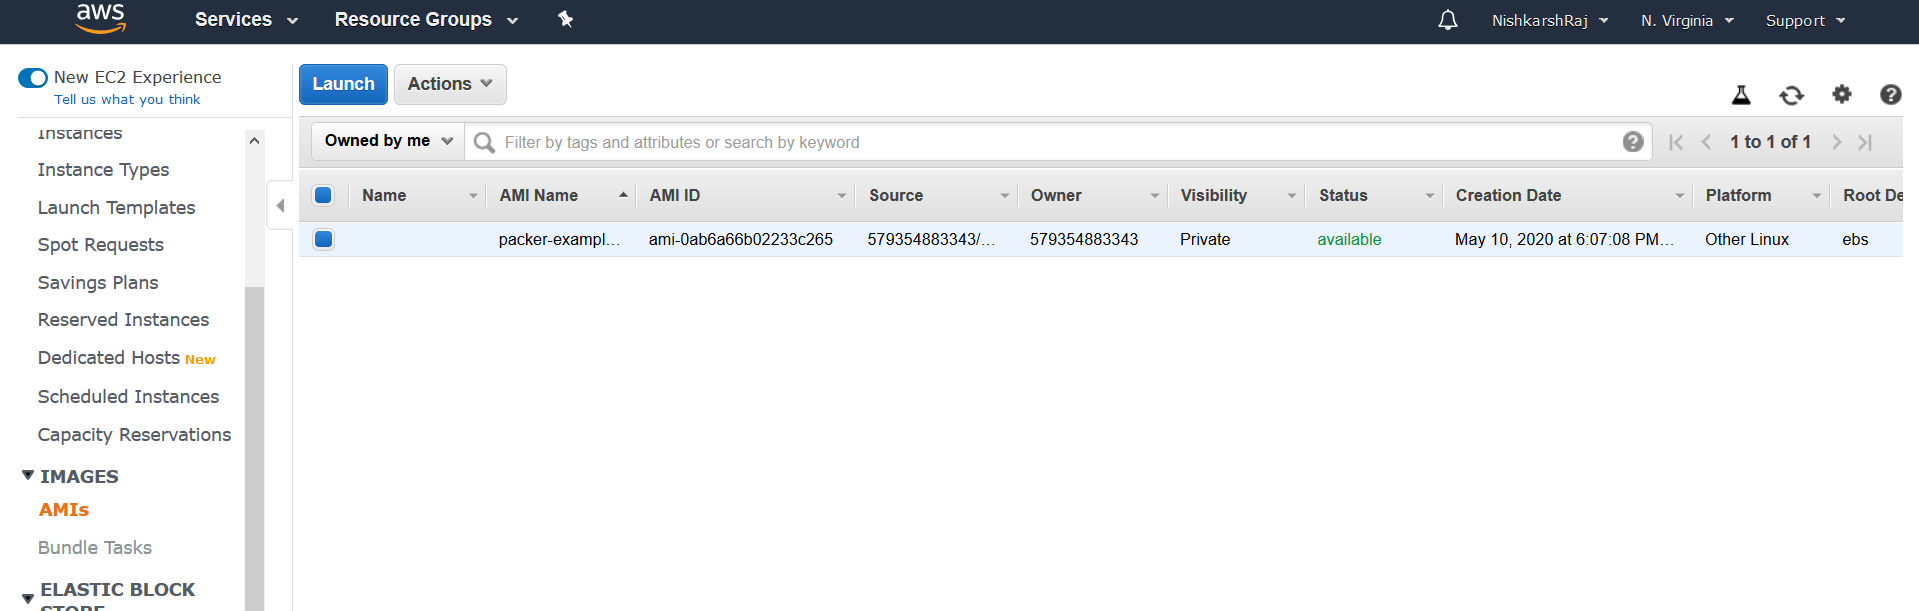 aws Services Resource Groups NishkarshRaj N. Virginia Support
New EC2 Experience
Tell us what you think
Instances
Instance Types
Launch Templates
Spot Requests
Savings Plans
Reserved Instances
Dedicated Hosts New
Scheduled Instances
Capacity Reservations
IMAGES
AMIs
Bundle Tasks
ELASTIC BLOCK
STORE
Launch Actions
Owned by me Filter by tags and attributes or search by keyword 1 to 1 of 1
Name AMI Name AMI ID Source Owner Visibility Status Creation Date Platform Root De
packer-exampl... ami-0ab6a66b02233c265 579354883343/... 579354883343 Private available May 10, 2020 at 6:07:08 PM... Other Linux ebs